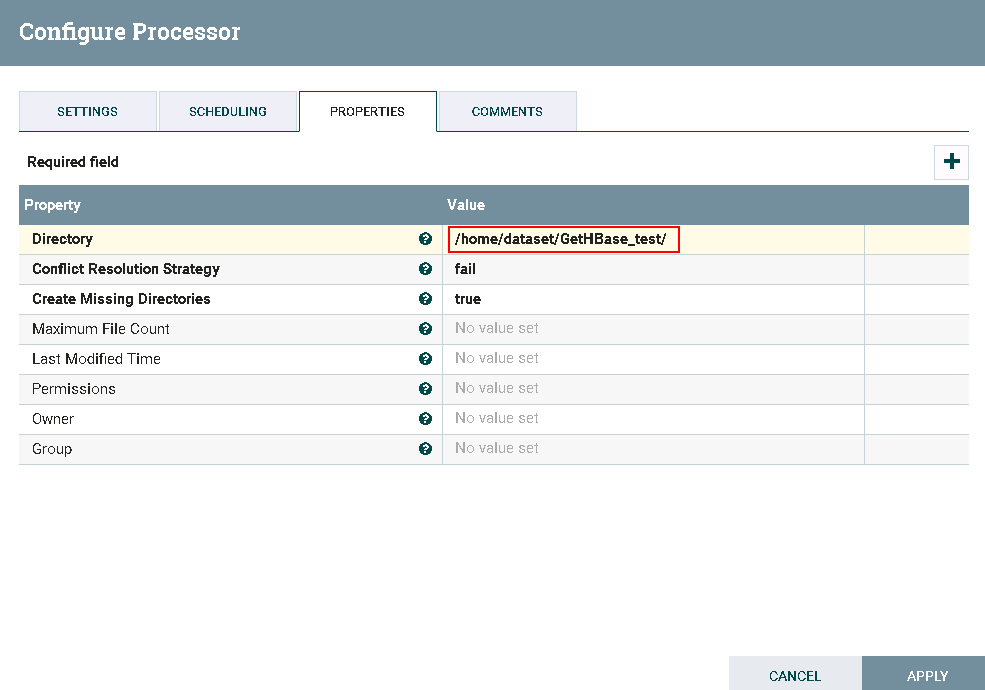 Configure Processor
SETTINGS SCHEDULING PROPERTIES COMMENTS
Required field
Property Value
Directory /home/dataset/GetHBase_test/
Conflict Resolution Strategy fail
Create Missing Directories true
Maximum File Count No value set
Last Modified Time No value set
Permissions No value set
Owner No value set
Group No value set
CANCEL APPLY